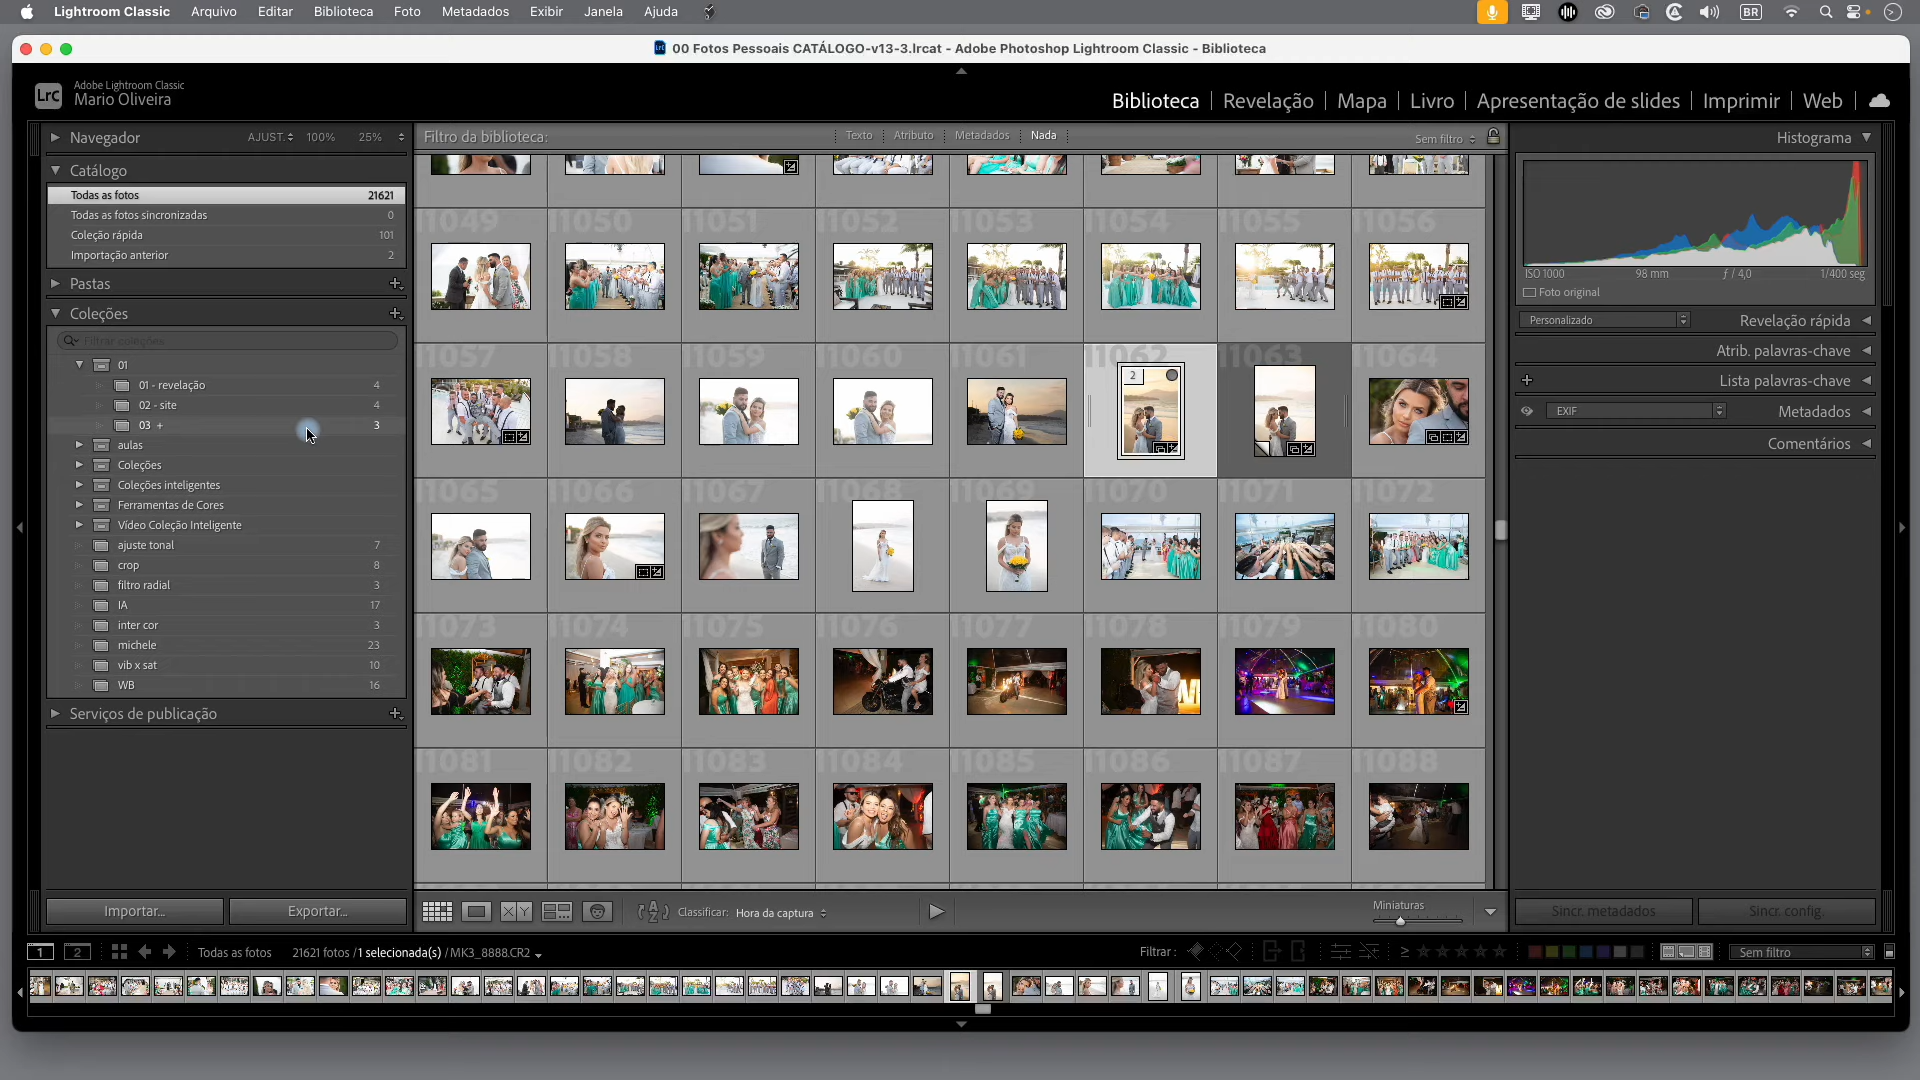 Lightroom Classic Arquivo Editar Biblioteca Foto Metadados Exibir Janela Ajuda BR
00 Fotos Pessoais CATÁLOGO-v13-3.lrcat - Adobe Photoshop Lightroom Classic - Biblioteca
LrC Adobe Lightroom Classic
Mario Oliveira
Biblioteca Revelação Mapa Livro Apresentação de slides Imprimir Web
Navegador AJUST. 100% 25%
Catálogo
Todas as fotos 21621
Todas as fotos sincronizadas 0
Coleção rápida 101
Importação anterior 2
Pastas
Coleções
Filtrar coleções
01
01 - revelação 4
02 - site 4
03 + 3
aulas
Coleções
Coleções inteligentes
Ferramentas de Cores
Vídeo Coleção Inteligente
ajuste tonal 7
crop 8
filtro radial 3
IA 17
inter cor 3
michele 23
vib x sat 10
WB 16
Serviços de publicação
Importar... Exportar...
Filtro da biblioteca: Texto Atributo Metadados Nada Sem filtro
11049 11050 11051 11052 11053 11054 11055 11056
11057 11058 11059 11060 11061 11062 11063 11064
2
11065 11066 11067 11068 11069 11070 11071 11072
11073 11074 11075 11076 11077 11078 11079 11080
11081 11082 11083 11084 11085 11086 11087 11088
XY AZ Classificar: Hora da captura Miniaturas
Histograma
ISO 1000 98 mm ƒ / 4,0 1/400 seg
Foto original
Personalizado Revelação rápida
Atrib. palavras-chave
Lista palavras-chave
EXIF Metadados
Comentários
Sincr. metadados Sincr. config.
1 2 Todas as fotos 21621 fotos / 1 selecionada(s) / MK3_8888.CR2 Filtrar : ≥ Sem filtro